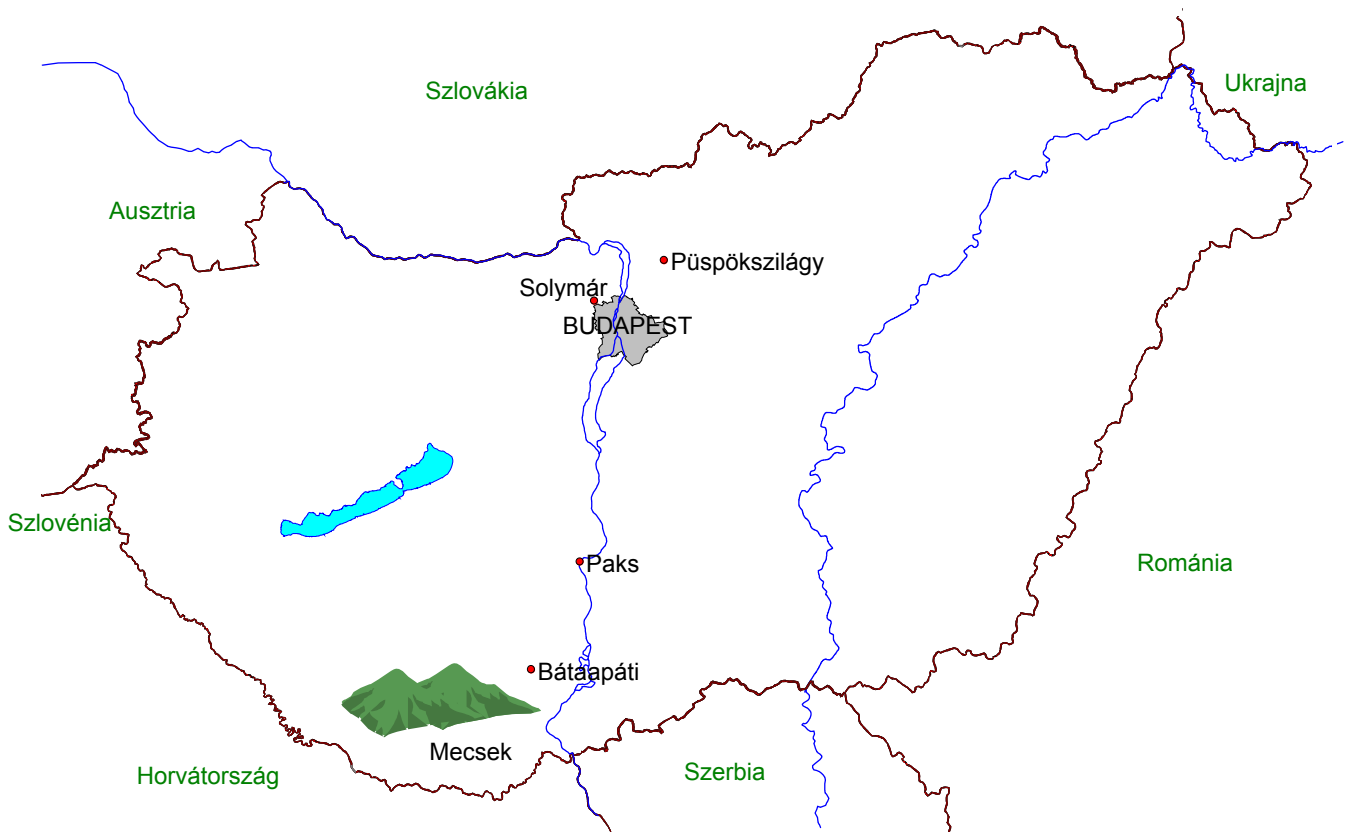 Szlovákia
Ukrajna
Ausztria
Püspökszilágy
Solymár
BUDAPEST
Szlovénia
Paks
Románia
Bátaapáti
Mecsek
Horvátország
Szerbia